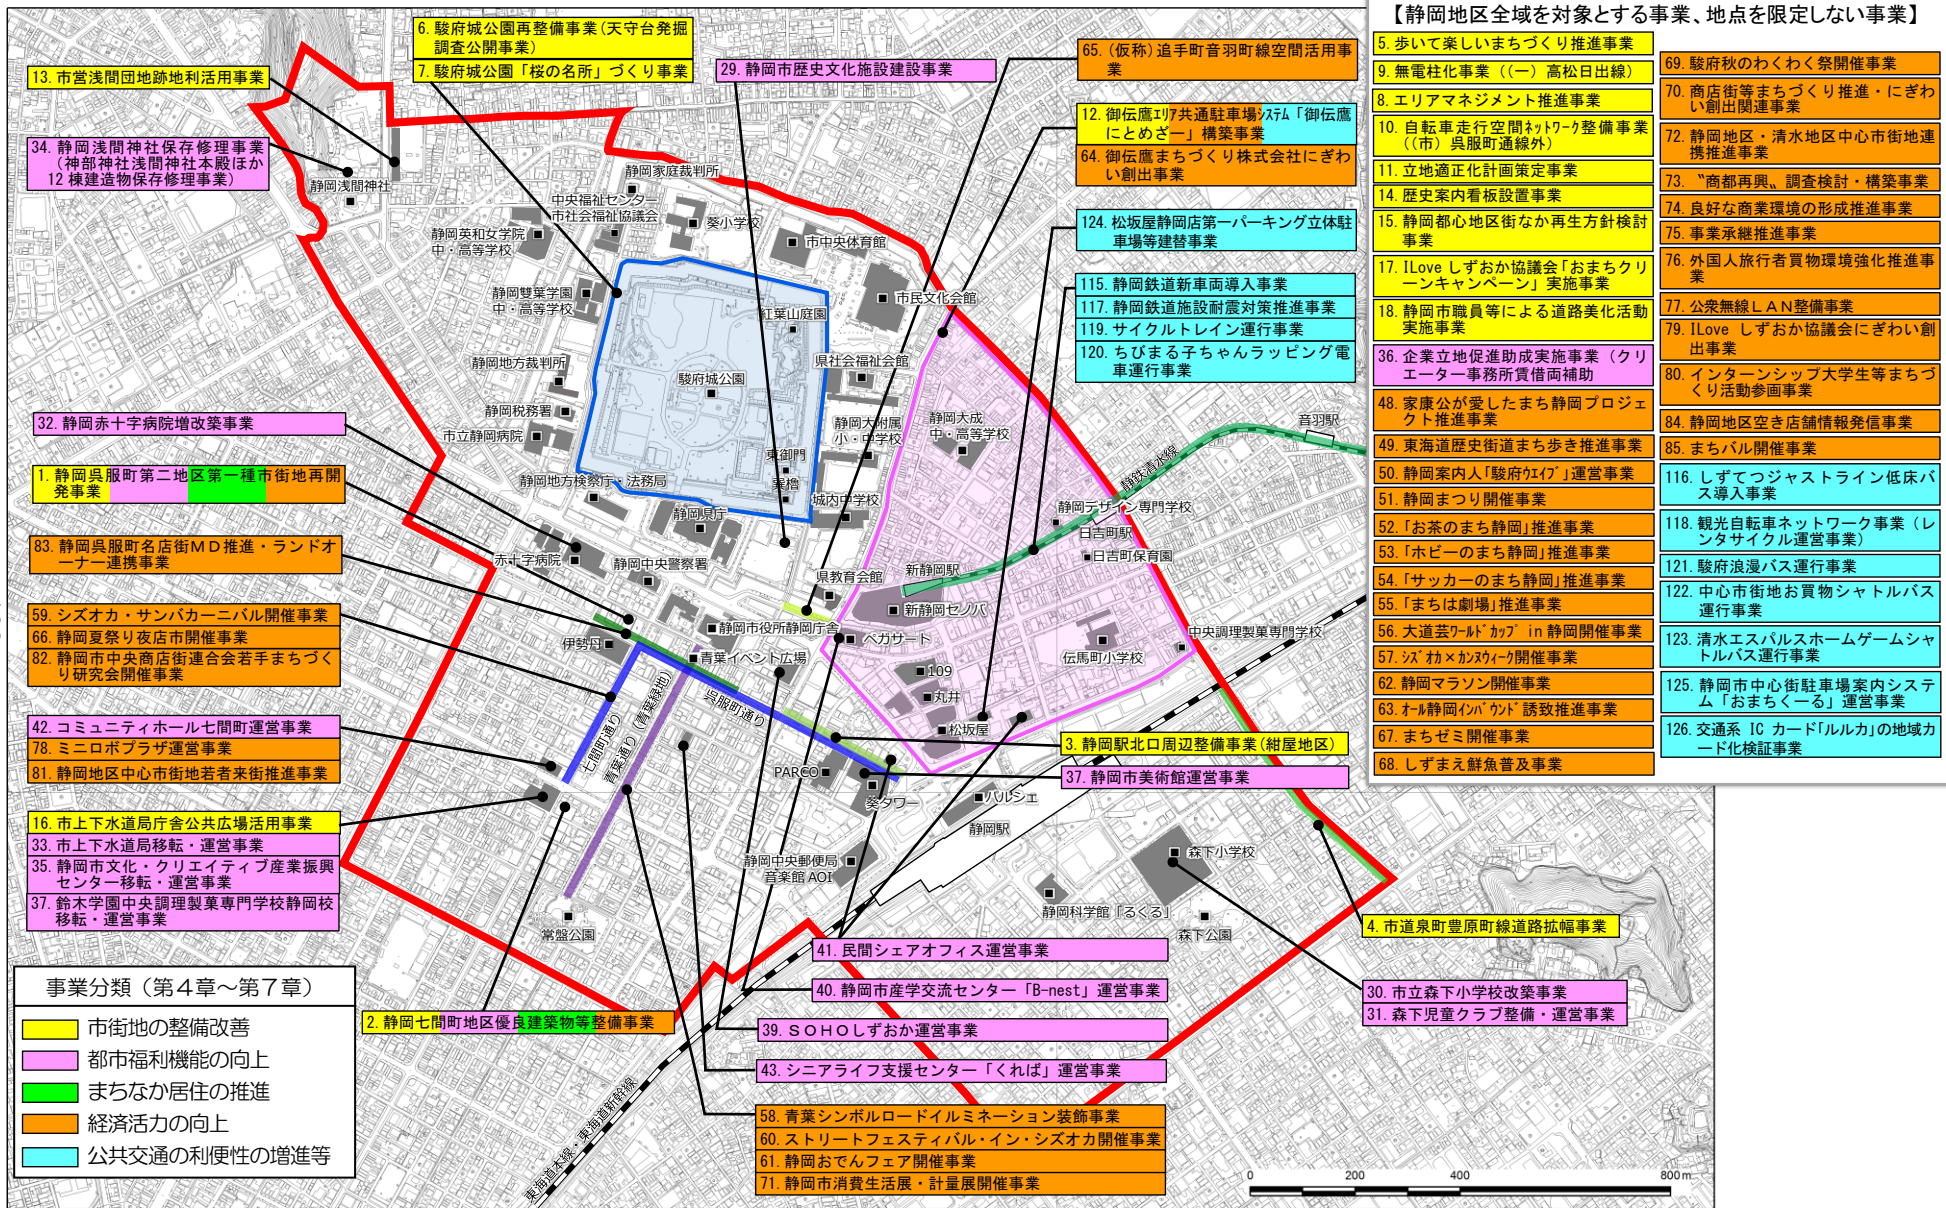 6. 駿府城公園再整備事業(天守台発掘
調査公開事業)
7. 駿府城公園「桜の名所」づくり事業
13. 市営浅間団地跡地利活用事業
34. 静岡浅間神社保存修理事業
(神部神社浅間神社本殿ほか
12 棟建造物保存修理事業)
29. 静岡市歴史文化施設建設事業
65. (仮称)追手町音羽町線空間活用事
業
12. 御伝鷹エリア共通駐車場システム「御伝鷹
にとめざー」構築事業
64. 御伝鷹まちづくり株式会社にぎわ
い創出事業
124. 松坂屋静岡店第一パーキング立体駐
車場等建替事業
115. 静岡鉄道新車両導入事業
117. 静岡鉄道施設耐震対策推進事業
119. サイクルトレイン運行事業
120. ちびまる子ちゃんラッピング電
車運行事業
32. 静岡赤十字病院増改築事業
1. 静岡呉服町第二地区第一種市街地再開
発事業
83. 静岡呉服町名店街MD推進・ランドオ
ーナー連携事業
59. シズオカ・サンバカーニバル開催事業
66. 静岡夏祭り夜店市開催事業
82. 静岡市中央商店街連合会若手まちづく
り研究会開催事業
42. コミュニティホール七間町運営事業
78. ミニロボプラザ運営事業
81. 静岡地区中心市街地若者来街推進事業
16. 市上下水道局庁舎公共広場活用事業
33. 市上下水道局移転・運営事業
35. 静岡市文化・クリエイティブ産業振興
センター移転・運営事業
37. 鈴木学園中央調理製菓専門学校静岡校
移転・運営事業
2. 静岡七間町地区優良建築物等整備事業
3. 静岡駅北口周辺整備事業(紺屋地区)
37. 静岡市美術館運営事業
4. 市道泉町豊原町線道路拡幅事業
30. 市立森下小学校改築事業
31. 森下児童クラブ整備・運営事業
41. 民間シェアオフィス運営事業
40. 静岡市産学交流センター「B-nest」運営事業
39. SOHOしずおか運営事業
43. シニアライフ支援センター「くれば」運営事業
58. 青葉シンボルロードイルミネーション装飾事業
60. ストリートフェスティバル・イン・シズオカ開催事業
61. 静岡おでんフェア開催事業
71. 静岡市消費生活展・計量展開催事業
静岡浅間神社
静岡家庭裁判所
中央福祉センター
市社会福祉協議会
葵小学校
静岡英和女学院
中・高等学校
市中央体育館
静岡雙葉学園
中・高等学校
市民文化会館
紅葉山庭園
静岡地方裁判所
県社会福祉会館
駿府城公園
静岡税務署
静岡大附属
小・中学校
静岡大成
中・高等学校
市立静岡病院
東御門
巽櫓
静岡地方検察庁・法務局
城内中学校
音羽駅
静鉄清水線
静岡デザイン専門学校
日吉町駅
日吉町保育園
静岡県庁
赤十字病院
静岡中央警察署
県教育会館
新静岡駅
新静岡セノバ
静岡市役所静岡庁舎
ペガサート
中央調理製菓専門学校
伝馬町小学校
伊勢丹
青葉イベント広場
109
丸井
松坂屋
呉服町通り
七間町通り
青葉通り(青葉緑地)
PARCO
葵タワー
パルシェ
静岡駅
静岡中央郵便局
音楽館 AOI
森下小学校
静岡科学館「るくる」
森下公園
常盤公園
東海道本線・東海道新幹線
【静岡地区全域を対象とする事業、地点を限定しない事業】
5. 歩いて楽しいまちづくり推進事業
9. 無電柱化事業((一)高松日出線)
8. エリアマネジメント推進事業
10. 自転車走行空間ネットワーク整備事業
((市)呉服町通線外)
11. 立地適正化計画策定事業
14. 歴史案内看板設置事業
15. 静岡都心地区街なか再生方針検討
事業
17. ILove しずおか協議会「おまちクリ
ーンキャンペーン」実施事業
18. 静岡市職員等による道路美化活動
実施事業
36. 企業立地促進助成実施事業(クリ
エーター事務所賃借両補助
48. 家康公が愛したまち静岡プロジェ
クト推進事業
49. 東海道歴史街道まち歩き推進事業
50. 静岡案内人「駿府ウエイブ」運営事業
51. 静岡まつり開催事業
52. 「お茶のまち静岡」推進事業
53. 「ホビーのまち静岡」推進事業
54. 「サッカーのまち静岡」推進事業
55. 「まちは劇場」推進事業
56. 大道芸ワールドカップ in 静岡開催事業
57. シズオカ×カンヌウィーク開催事業
62. 静岡マラソン開催事業
63. オール静岡インバウンド誘致推進事業
67. まちゼミ開催事業
68. しずまえ鮮魚普及事業
69. 駿府秋のわくわく祭開催事業
70. 商店街等まちづくり推進・にぎわ
い創出関連事業
72. 静岡地区・清水地区中心市街地連
携推進事業
73. 〝商都再興〟調査検討・構築事業
74. 良好な商業環境の形成推進事業
75. 事業承継推進事業
76. 外国人旅行者買物環境強化推進事
業
77. 公衆無線LAN整備事業
79. ILove しずおか協議会にぎわい創
出事業
80. インターンシップ大学生等まちづ
くり活動参画事業
84. 静岡地区空き店舗情報発信事業
85. まちバル開催事業
116. しずてつジャストライン低床バ
ス導入事業
118. 観光自転車ネットワーク事業(レ
ンタサイクル運営事業)
121. 駿府浪漫バス運行事業
122. 中心市街地お買物シャトルバス
運行事業
123. 清水エスパルスホームゲームシャ
トルバス運行事業
125. 静岡市中心街駐車場案内システ
ム「おまちくーる」運営事業
126. 交通系 IC カード「ルルカ」の地域カ
ード化検証事業
事業分類(第4章～第7章)
市街地の整備改善
都市福利機能の向上
まちなか居住の推進
経済活力の向上
公共交通の利便性の増進等
0 200 400 800m